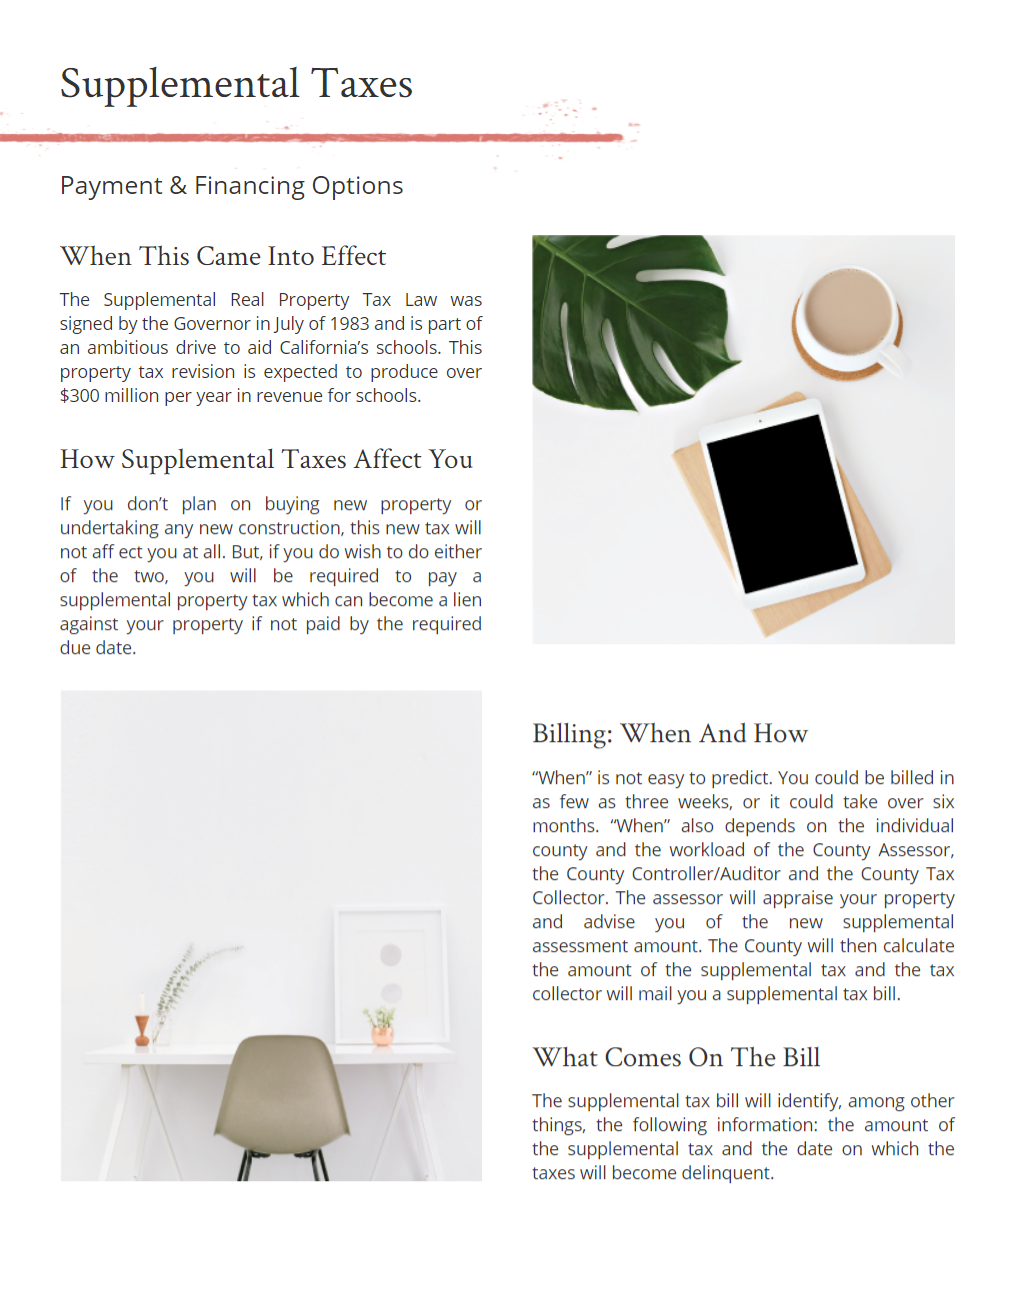 Supplemental Taxes
Payment & Financing Options
When This Came Into Effect
The Supplemental Real Property Tax Law was
signed by the Governor in July of 1983 and is part of
an ambitious drive to aid California’s schools. This
property tax revision is expected to produce over
$300 million per year in revenue for schools.
How Supplemental Taxes Affect You
If you don’t plan on buying new property or
undertaking any new construction, this new tax will
not aff ect you at all. But, if you do wish to do either
of the two, you will be required to pay a
supplemental property tax which can become a lien
against your property if not paid by the required
due date.
Billing: When And How
“When” is not easy to predict. You could be billed in
as few as three weeks, or it could take over six
months. “When” also depends on the individual
county and the workload of the County Assessor,
the County Controller/Auditor and the County Tax
Collector. The assessor will appraise your property
and advise you of the new supplemental
assessment amount. The County will then calculate
the amount of the supplemental tax and the tax
collector will mail you a supplemental tax bill.
What Comes On The Bill
The supplemental tax bill will identify, among other
things, the following information: the amount of
the supplemental tax and the date on which the
taxes will become delinquent.